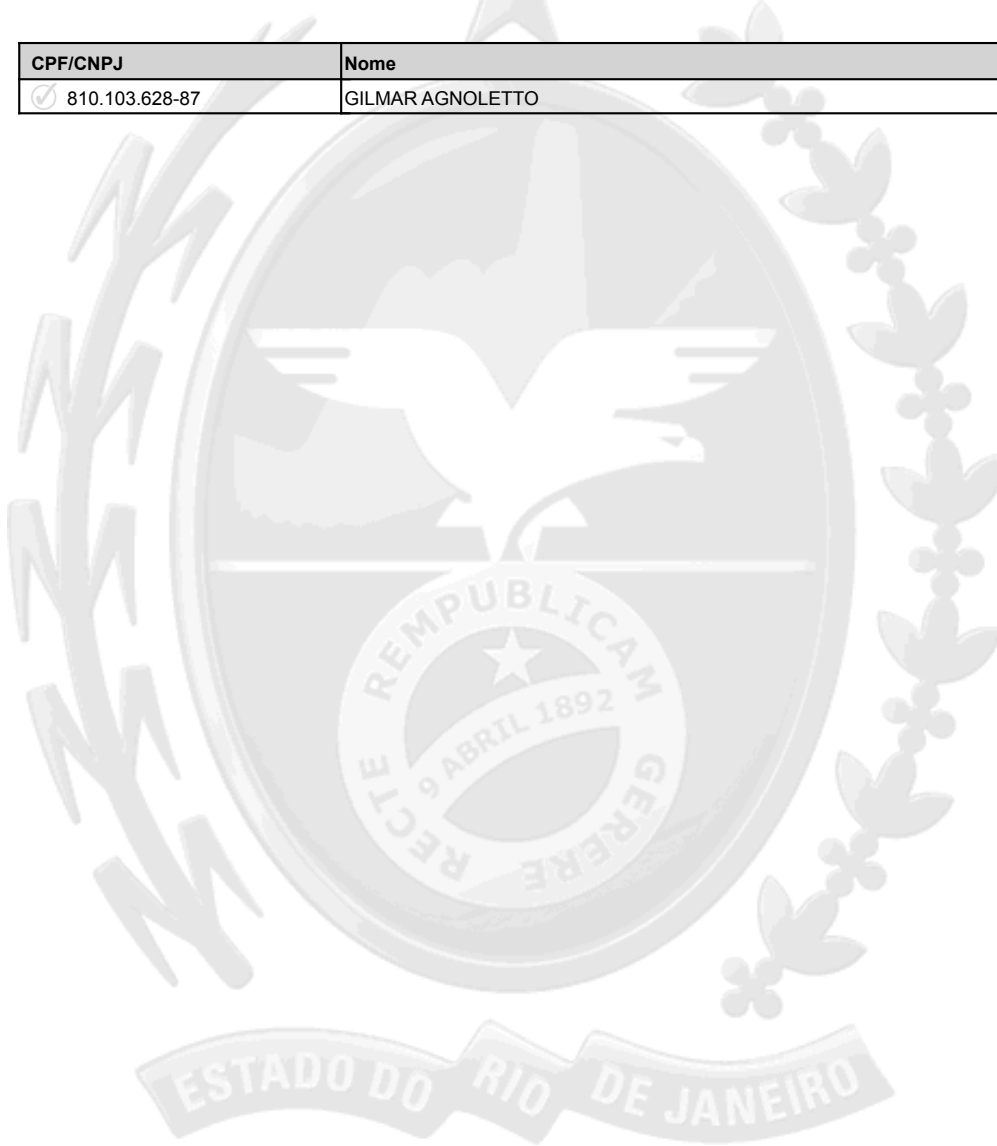 CPF/CNPJ Nome
810.103.628-87 GILMAR AGNOLETTO
RECTE REMPUBLICAM GERERE
9 ABRIL 1892
ESTADO DO RIO DE JANEIRO